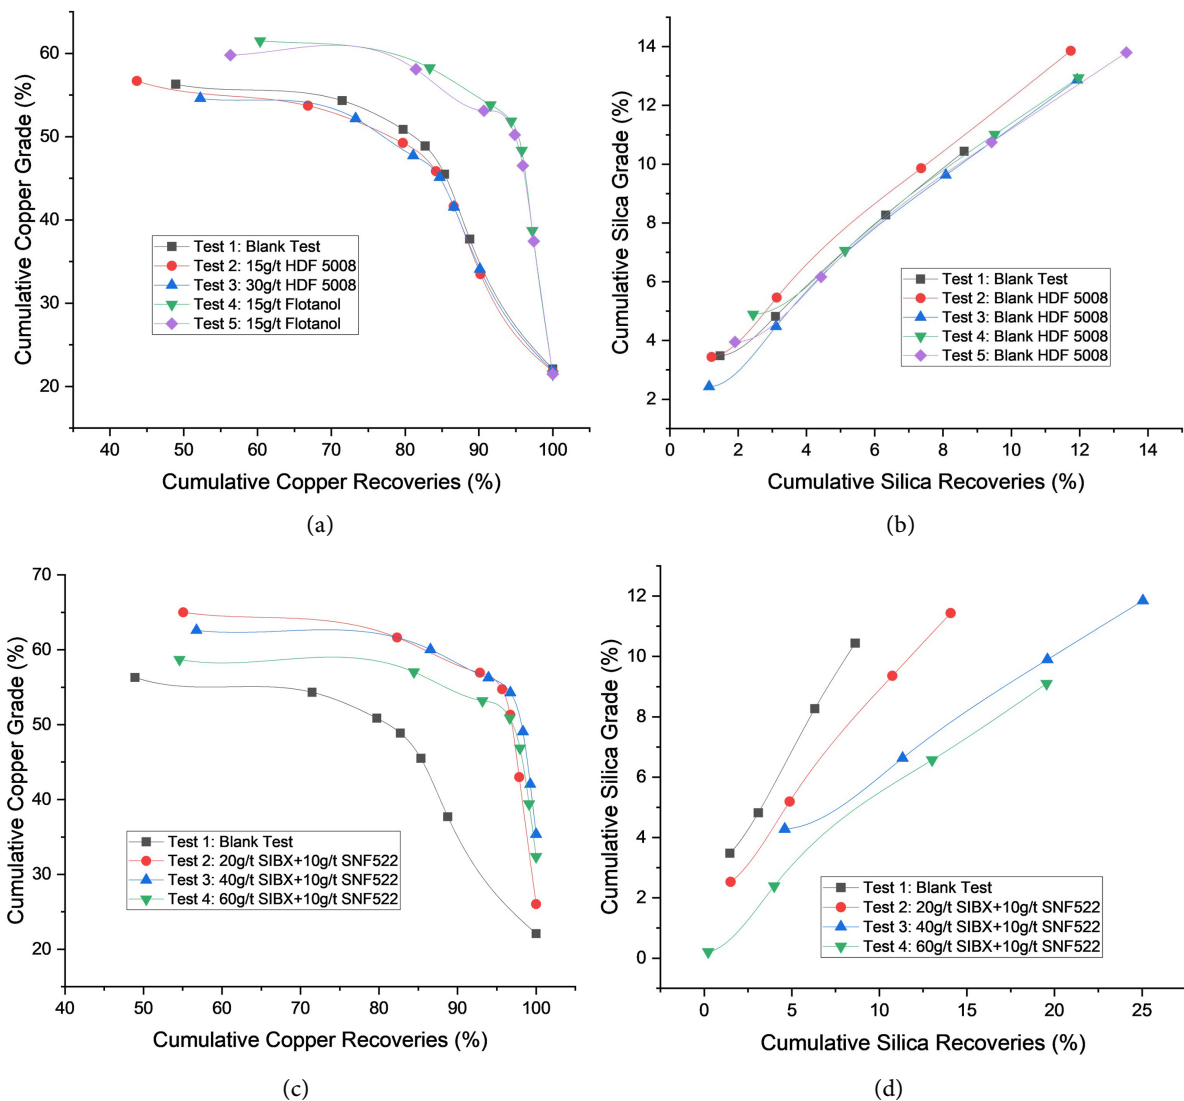 Cumulative Copper Grade (%)
60
50
40
30
20
Test 1: Blank Test
Test 2: 15g/t HDF 5008
Test 3: 30g/t HDF 5008
Test 4: 15g/t Flotanol
Test 5: 15g/t Flotanol
40 50 60 70 80 90 100
Cumulative Copper Recoveries (%)
(a)
Cumulative Silca Grade (%)
14
12
10
8
6
4
2
Test 1: Blank Test
Test 2: Blank HDF 5008
Test 3: Blank HDF 5008
Test 4: Blank HDF 5008
Test 5: Blank HDF 5008
0 2 4 6 8 10 12 14
Cumulative Silica Recoveries (%)
(b)
Cumulative Copper Grade (%)
70
60
50
40
30
20
Test 1: Blank Test
Test 2: 20g/t SIBX+10g/t SNF522
Test 3: 40g/t SIBX+10g/t SNF522
Test 4: 60g/t SIBX+10g/t SNF522
40 50 60 70 80 90 100
Cumulative Copper Recoveries (%)
(c)
Cumulative Silica Grade (%)
12
10
8
6
4
2
0
Test 1: Blank Test
Test 2: 20g/t SIBX+10g/t SNF522
Test 3: 40g/t SIBX+10g/t SNF522
Test 4: 60g/t SIBX+10g/t SNF522
0 5 10 15 20 25
Cumulative Silica Recoveries (%)
(d)